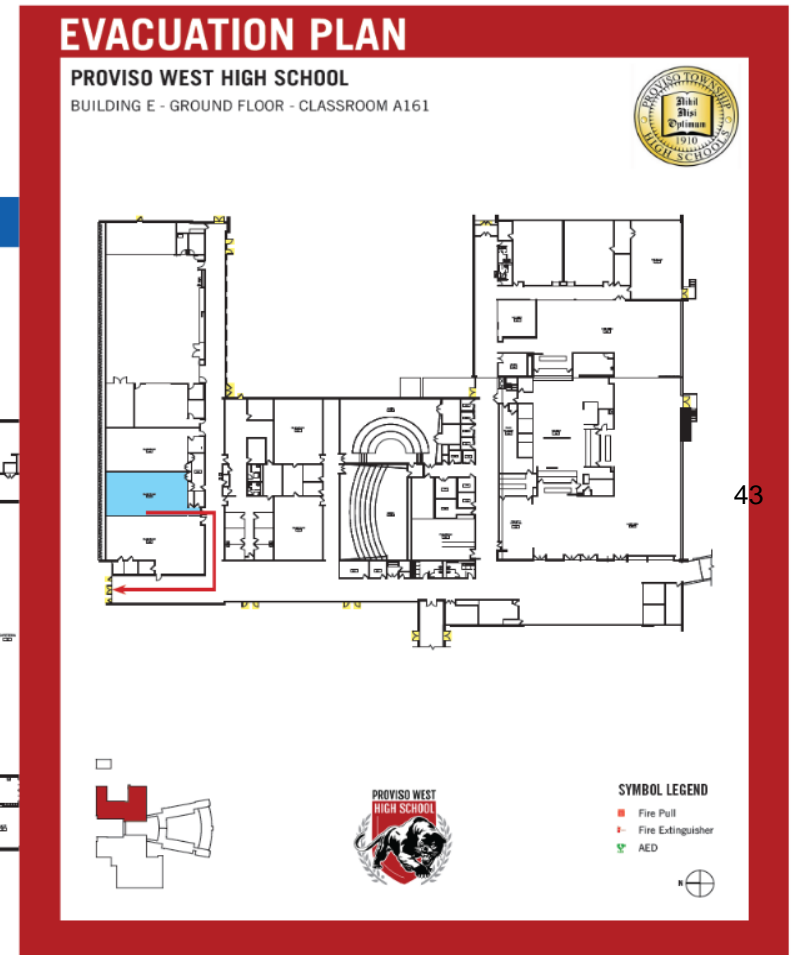 EVACUATION PLAN
PROVISO WEST HIGH SCHOOL
BUILDING E - GROUND FLOOR - CLASSROOM A161
PROVISO TOWNSHIP
Nihil
Nisi
Optimum
1910
HIGH SCHOOLS
43
PROVISO WEST
HIGH SCHOOL
SYMBOL LEGEND
Fire Pull
Fire Extinguisher
AED
N